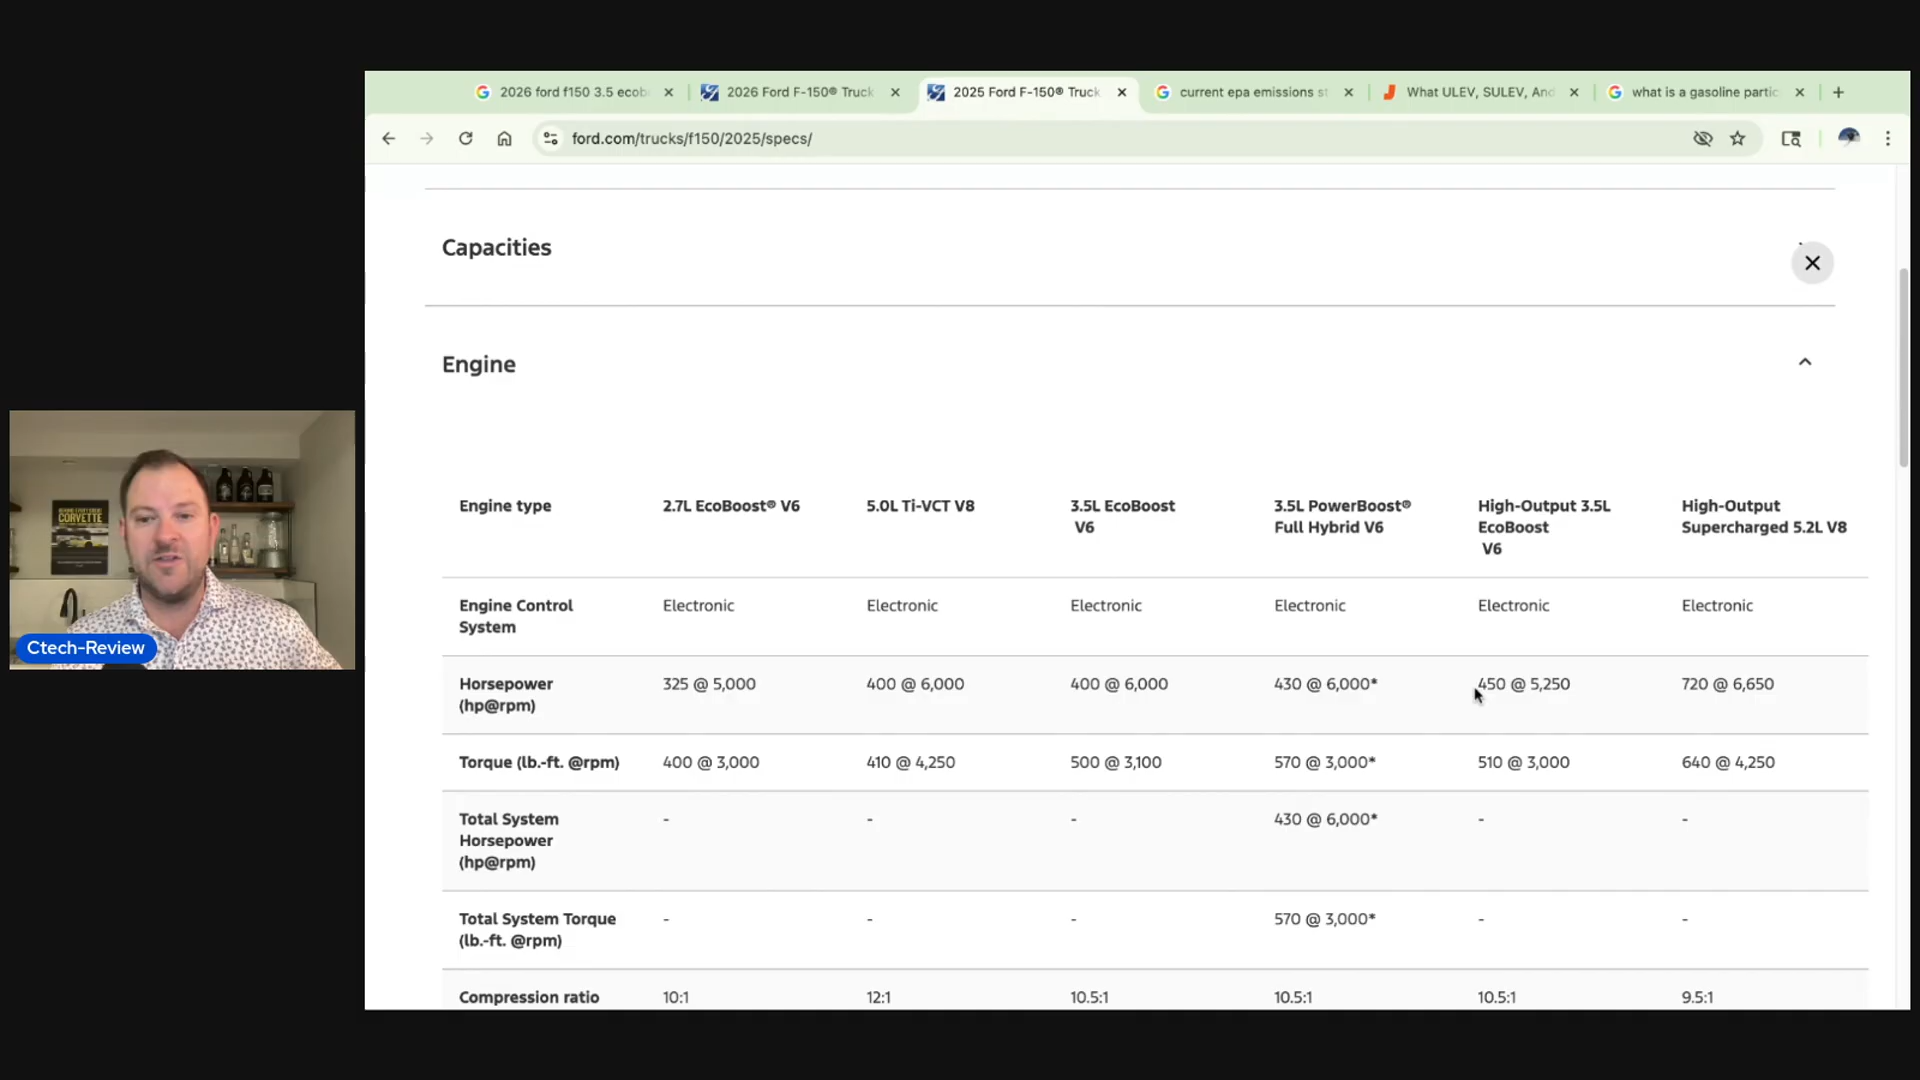 2026 ford f150 3.5 ecob
2026 Ford F-150® Truck
2025 Ford F-150® Truck
current epa emissions st
What ULEV, SULEV, And
what is a gasoline partic
ford.com/trucks/f150/2025/specs/
Capacities
Engine
Engine type 2.7L EcoBoost® V6 5.0L Ti-VCT V8 3.5L EcoBoost 3.5L PowerBoost® High-Output 3.5L High-Output
V6 Full Hybrid V6 EcoBoost Supercharged 5.2L V8
V6
Engine Control Electronic Electronic Electronic Electronic Electronic Electronic
System
Horsepower 325 @ 5,000 400 @ 6,000 400 @ 6,000 430 @ 6,000* 450 @ 5,250 720 @ 6,650
(hp@rpm)
Torque (lb.-ft. @rpm) 400 @ 3,000 410 @ 4,250 500 @ 3,100 570 @ 3,000* 510 @ 3,000 640 @ 4,250
Total System - - - 430 @ 6,000* - -
Horsepower
(hp@rpm)
Total System Torque - - - 570 @ 3,000* - -
(lb.-ft. @rpm)
Compression ratio 10:1 12:1 10.5:1 10.5:1 10.5:1 9.5:1
CORVETTE
Ctech-Review